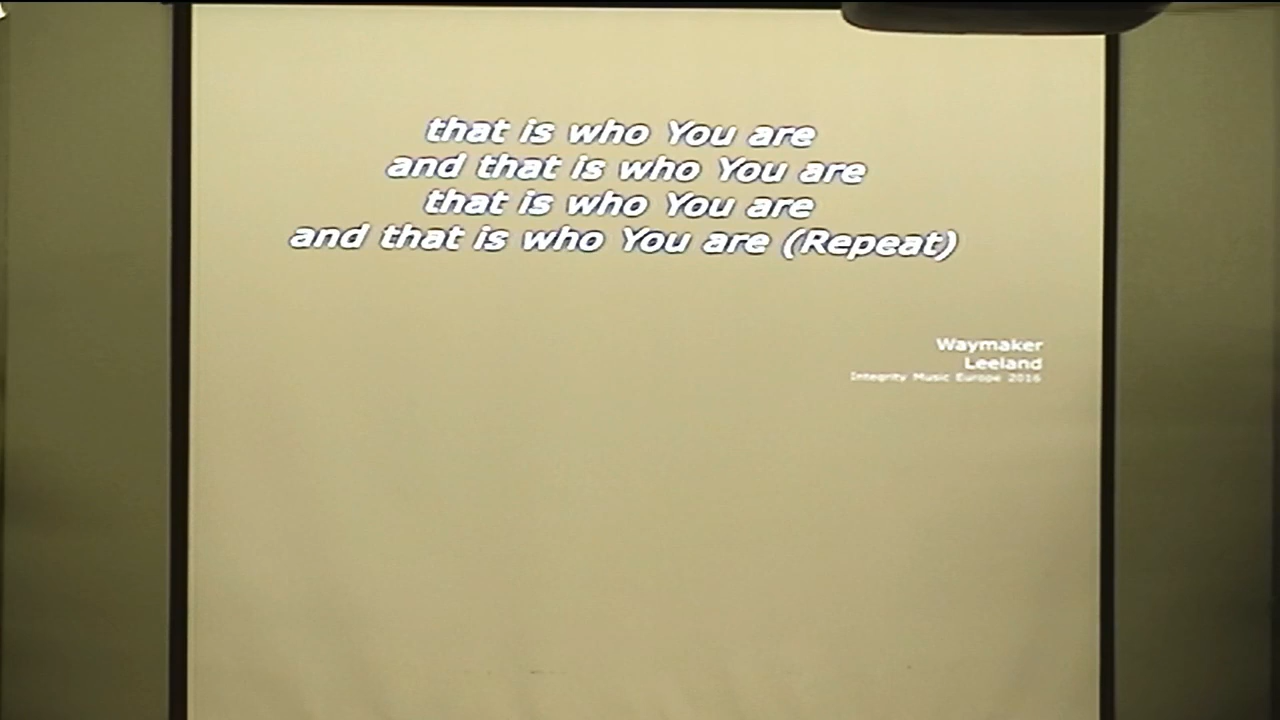 that is who You are
and that is who You are
that is who You are
and that is who You are (Repeat)
Waymaker
Leeland
Integrity Music Europe 2016